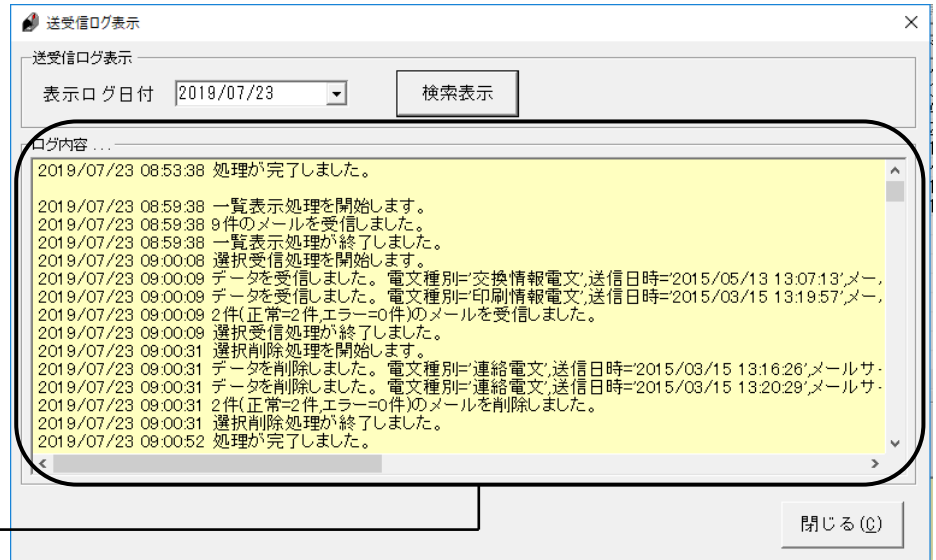 送受信ログ表示
送受信ログ表示
表示ログ日付 2019/07/23 検索表示
ログ内容 ...
2019/07/23 08:53:38 処理が完了しました。
2019/07/23 08:59:38 一覧表示処理を開始します。
2019/07/23 08:59:38 9件のメールを受信しました。
2019/07/23 08:59:38 一覧表示処理が終了しました。
2019/07/23 09:00:08 選択受信処理を開始します。
2019/07/23 09:00:09 データを受信しました。電文種別='交換情報電文',送信日時='2015/05/13 13:07:13',メー
2019/07/23 09:00:09 データを受信しました。電文種別='印刷情報電文',送信日時='2015/03/15 13:19:57',メー
2019/07/23 09:00:09 2件(正常=2件,エラー=0件)のメールを受信しました。
2019/07/23 09:00:09 選択受信処理が終了しました。
2019/07/23 09:00:31 選択削除処理を開始します。
2019/07/23 09:00:31 データを削除しました。電文種別='連絡電文',送信日時='2015/03/15 13:16:26',メールサ
2019/07/23 09:00:31 データを削除しました。電文種別='連絡電文',送信日時='2015/03/15 13:20:29',メールサ
2019/07/23 09:00:31 2件(正常=2件,エラー=0件)のメールを削除しました。
2019/07/23 09:00:31 選択削除処理が終了しました。
2019/07/23 09:00:52 処理が完了しました。
閉じる(C)